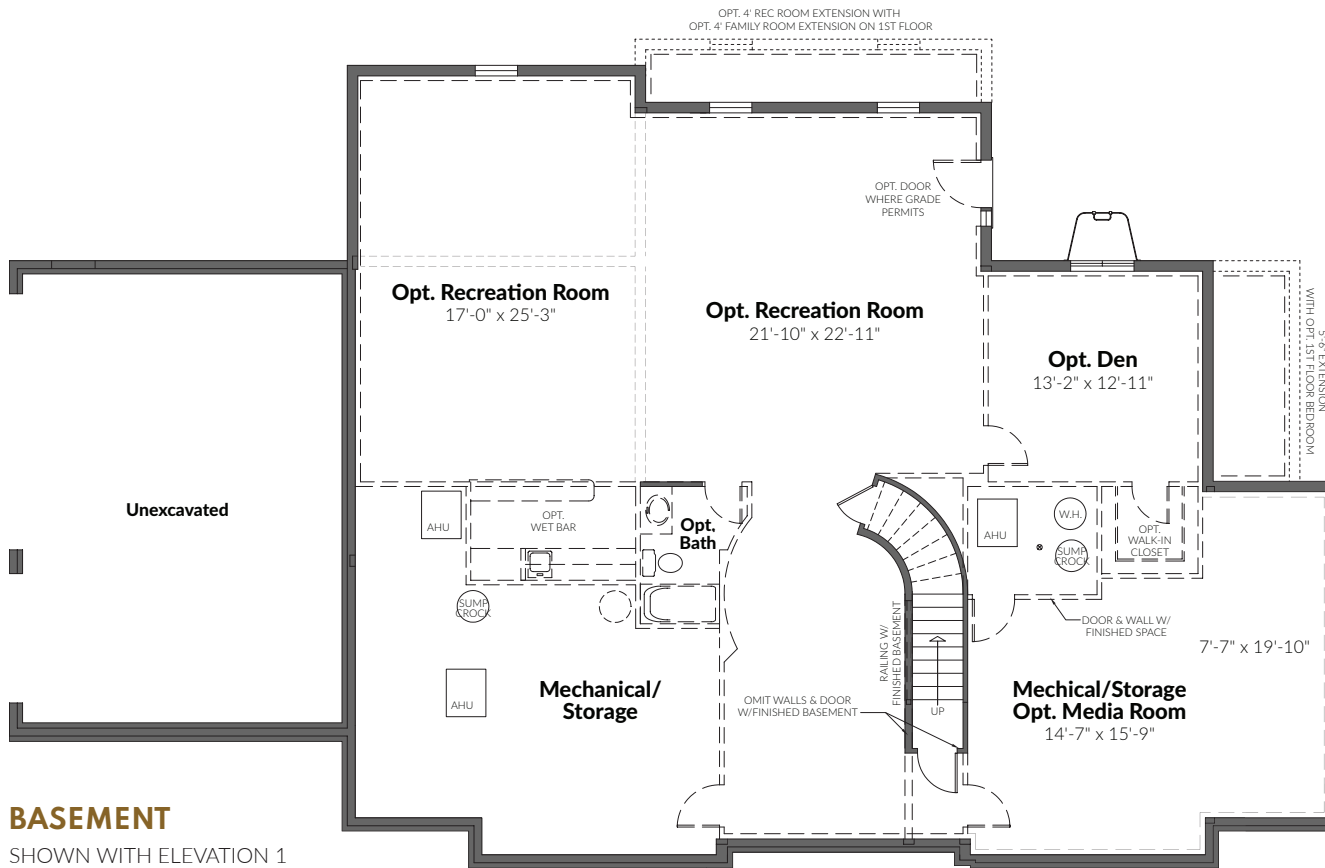 OPT. 4' REC ROOM EXTENSION WITH
OPT. 4' FAMILY ROOM EXTENSION ON 1ST FLOOR
OPT. DOOR
WHERE GRADE
PERMITS
Opt. Recreation Room
17'-0" x 25'-3"
Opt. Recreation Room
21'-10" x 22'-11"
Opt. Den
13'-2" x 12'-11"
5'-6" EXTENSION
WITH OPT. 1ST FLOOR BEDROOM
Unexcavated
AHU
OPT.
WET BAR
Opt.
Bath
AHU
W.H.
SUMP
CROCK
OPT.
WALK-IN
CLOSET
SUMP
CROCK
RAILING W/
FINISHED BASEMENT
DOOR & WALL W/
FINISHED SPACE
7'-7" x 19'-10"
AHU
Mechanical/
Storage
OMIT WALLS & DOOR
W/FINISHED BASEMENT
UP
Mechical/Storage
Opt. Media Room
14'-7" x 15'-9"
BASEMENT
SHOWN WITH ELEVATION 1